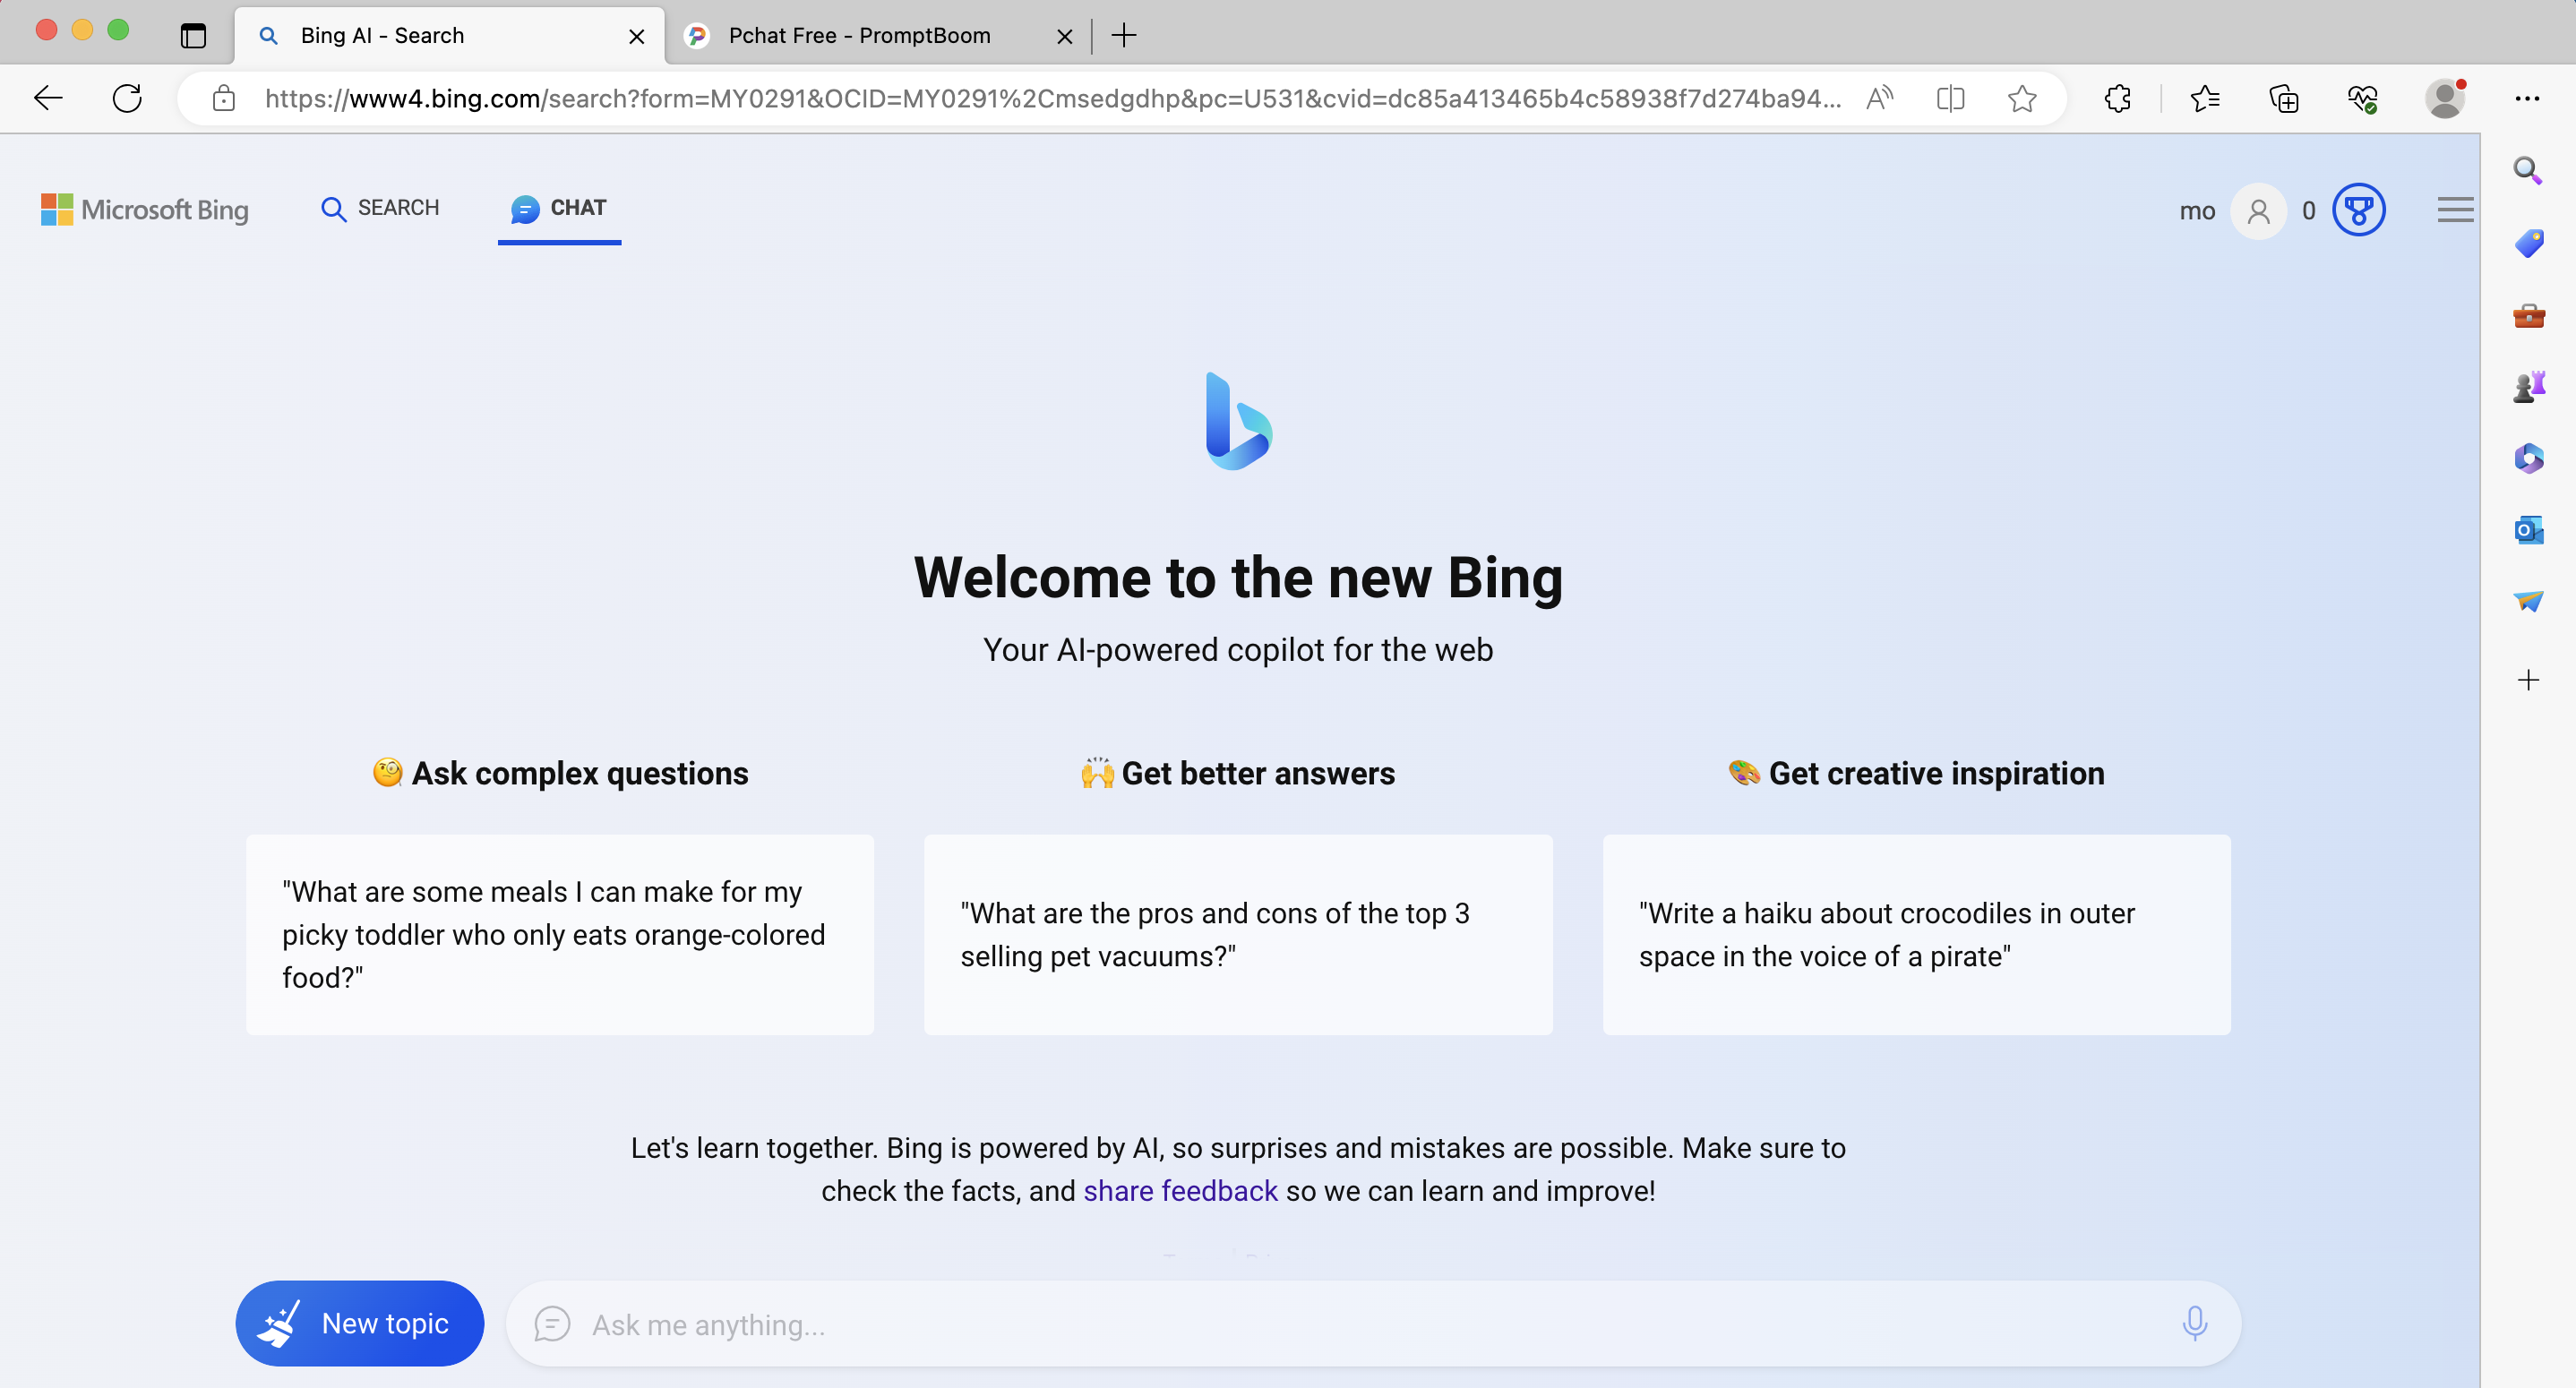 Bing AI - Search
Pchat Free - PromptBoom
https://www4.bing.com/search?form=MY0291&OCID=MY0291%2Cmsedgdhp&pc=U531&cvid=dc85a413465b4c58938f7d274ba94...
Microsoft Bing
SEARCH
CHAT
mo
0
Welcome to the new Bing
Your AI-powered copilot for the web
Ask complex questions
"What are some meals I can make for my
picky toddler who only eats orange-colored
food?"
Get better answers
"What are the pros and cons of the top 3
selling pet vacuums?"
Get creative inspiration
"Write a haiku about crocodiles in outer
space in the voice of a pirate"
Let's learn together. Bing is powered by AI, so surprises and mistakes are possible. Make sure to
check the facts, and share feedback so we can learn and improve!
New topic
Ask me anything...